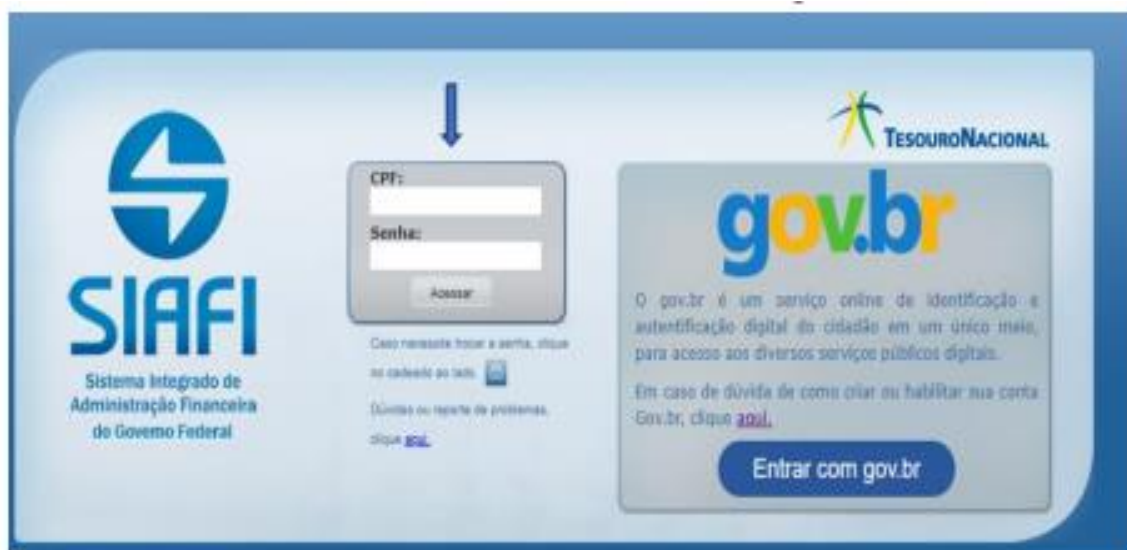 SIAFI
Sistema Integrado de
Administração Financeira
do Governo Federal
CPF:
Senha:
Acessar
Caso necessite trocar a senha, clique
no cadeado ao lado.
Dúvidas ou reporte de problemas,
clique aqui.
TESOURONACIONAL
gov.br
O gov.br é um serviço online de identificação e
autentificação digital do cidadão em um único meio,
para acesso aos diversos serviços públicos digitais.
Em caso de dúvida de como criar ou habilitar sua conta
Gov.br, clique aqui.
Entrar com gov.br